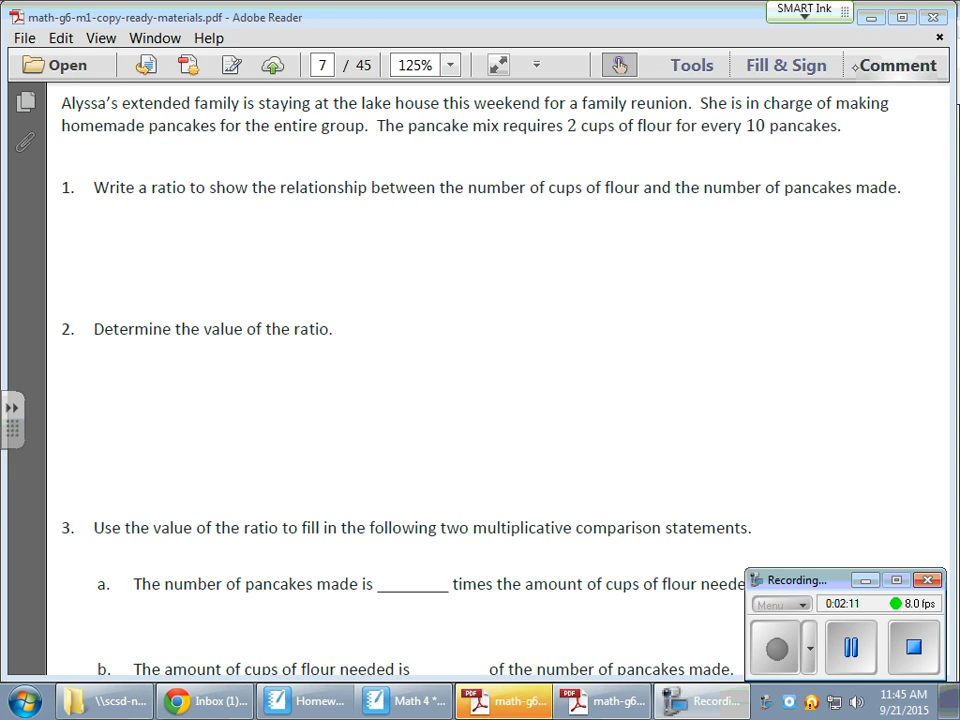 math-g6-m1-copy-ready-materials.pdf - Adobe Reader
SMART Ink
File Edit View Window Help
Open 7 / 45 125% Tools Fill & Sign Comment
Alyssa's extended family is staying at the lake house this weekend for a family reunion. She is in charge of making
homemade pancakes for the entire group. The pancake mix requires 2 cups of flour for every 10 pancakes.
1. Write a ratio to show the relationship between the number of cups of flour and the number of pancakes made.
2. Determine the value of the ratio.
3. Use the value of the ratio to fill in the following two multiplicative comparison statements.
a. The number of pancakes made is ________ times the amount of cups of flour neede
Recording...
Menu 0:02:11 8.0 fps
b. The amount of cups of flour needed is of the number of pancakes made.
\\scsd-n... Inbox (1)... Homew... Math 4 *... math-g6... math-g6... Recordi...
11:45 AM
9/21/2015